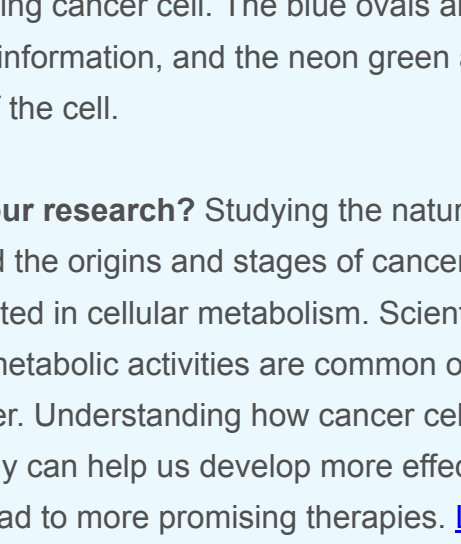 ing cancer cell. The blue ovals a
information, and the neon green
the cell.
ur research? Studying the natur
the origins and stages of cancer
ted in cellular metabolism. Scient
metabolic activities are common o
er. Understanding how cancer cel
y can help us develop more effec
ad to more promising therapies.